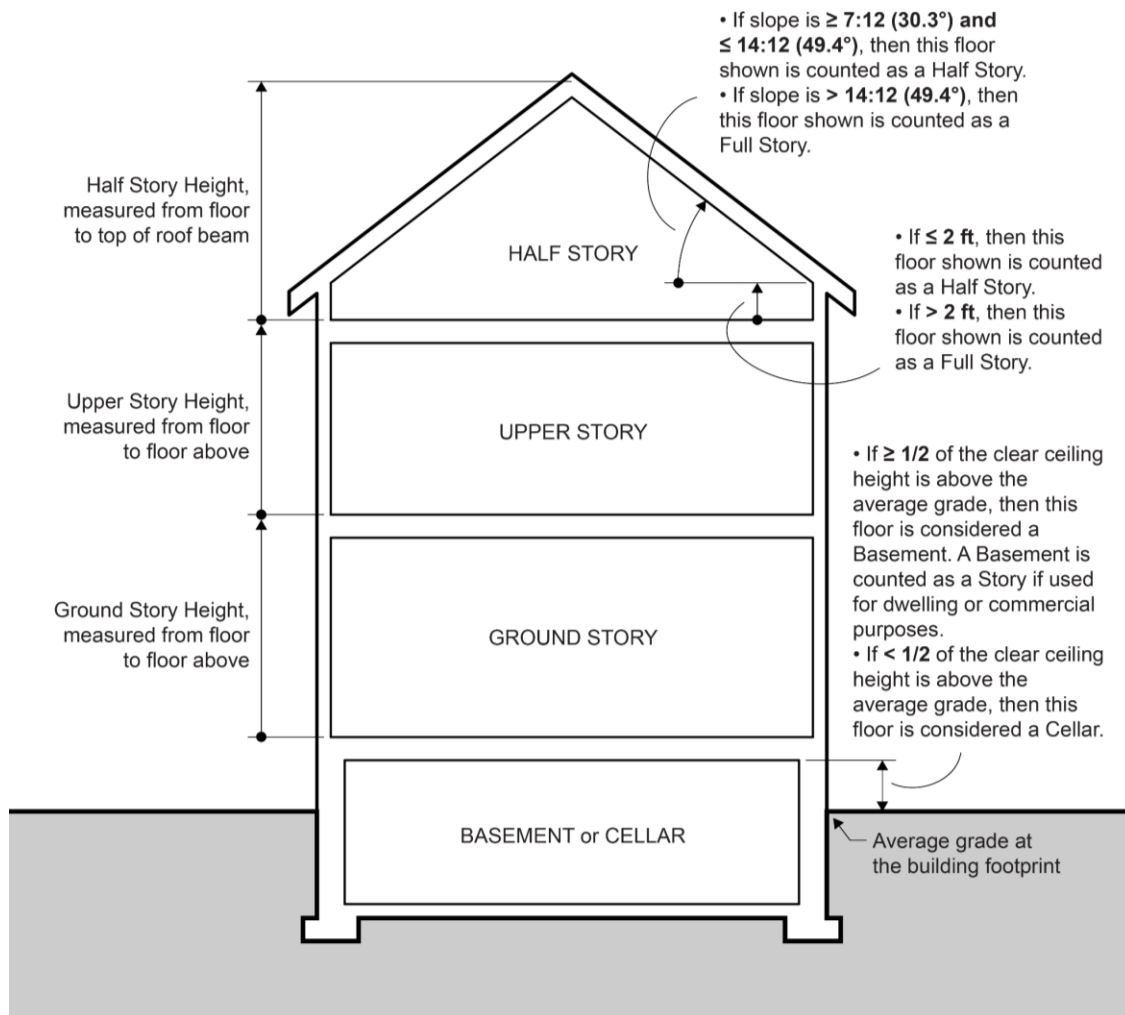 • If slope is ≥ 7:12 (30.3°) and
≤ 14:12 (49.4°), then this floor
shown is counted as a Half Story.
• If slope is > 14:12 (49.4°), then
this floor shown is counted as a
Full Story.
Half Story Height,
measured from floor
to top of roof beam
HALF STORY
• If ≤ 2 ft, then this
floor shown is counted
as a Half Story.
• If > 2 ft, then this
floor shown is counted
as a Full Story.
Upper Story Height,
measured from floor
to floor above
UPPER STORY
• If ≥ 1/2 of the clear ceiling
height is above the
average grade, then this
floor is considered a
Basement. A Basement is
counted as a Story if used
for dwelling or commercial
purposes.
• If < 1/2 of the clear ceiling
height is above the
average grade, then this
floor is considered a Cellar.
Ground Story Height,
measured from floor
to floor above
GROUND STORY
BASEMENT or CELLAR
Average grade at
the building footprint